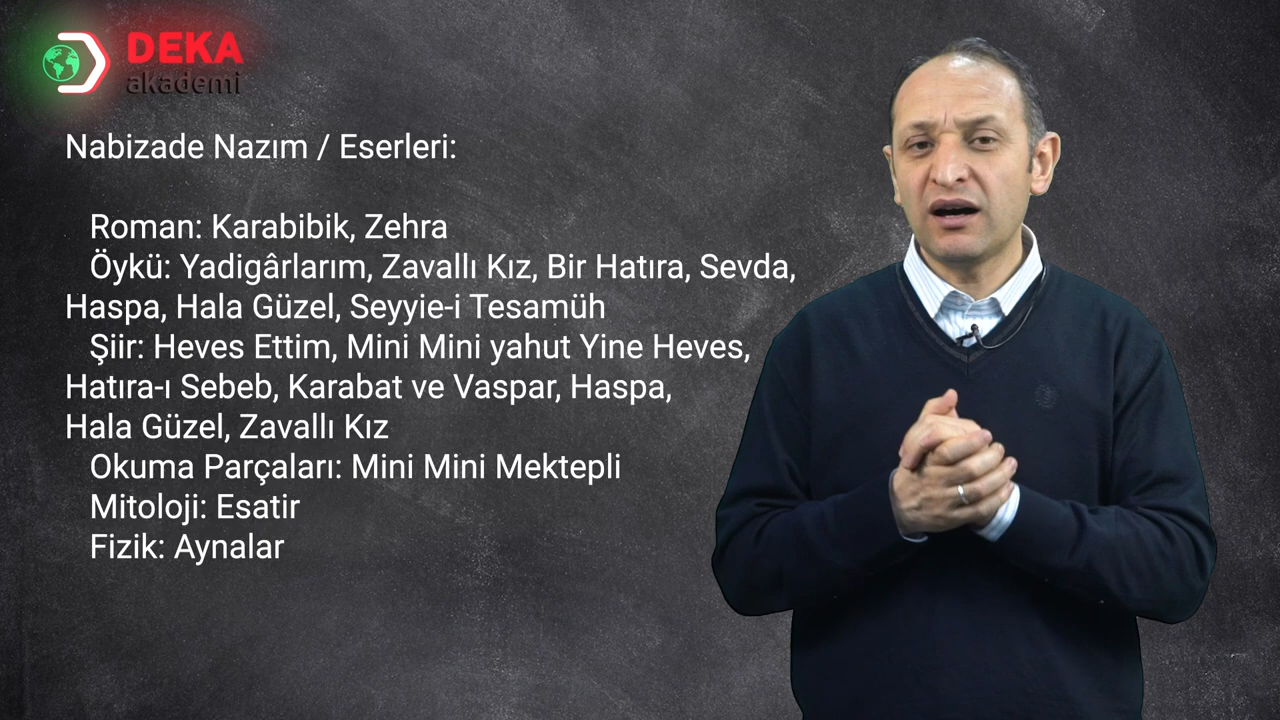 DEKA
akademi
Nabizade Nazım / Eserleri:
Roman: Karabibik, Zehra
Öykü: Yadigârlarım, Zavallı Kız, Bir Hatıra, Sevda,
Haspa, Hala Güzel, Seyyie-i Tesamüh
Şiir: Heves Ettim, Mini Mini yahut Yine Heves,
Hatıra-ı Sebeb, Karabat ve Vaspar, Haspa,
Hala Güzel, Zavallı Kız
Okuma Parçaları: Mini Mini Mektepli
Mitoloji: Esatir
Fizik: Aynalar